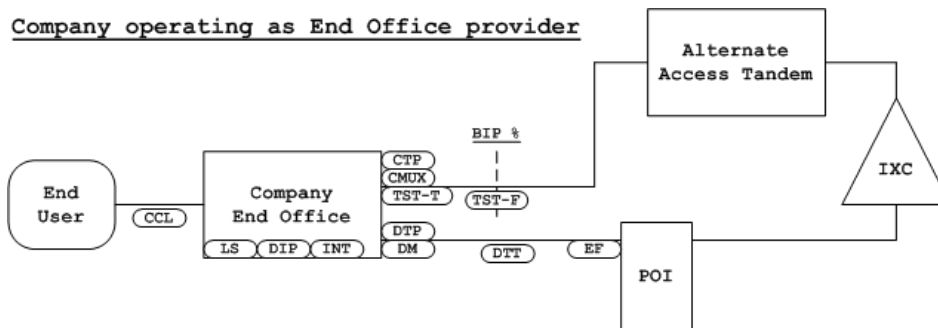 Company operating as End Office provider
Alternate
Access Tandem
BIP %
CTP
CMUX
TST-T
TST-F
IXC
End
User
CCL
Company
End Office
LS DIP INT
DTP
DM
DTT
EF
POI